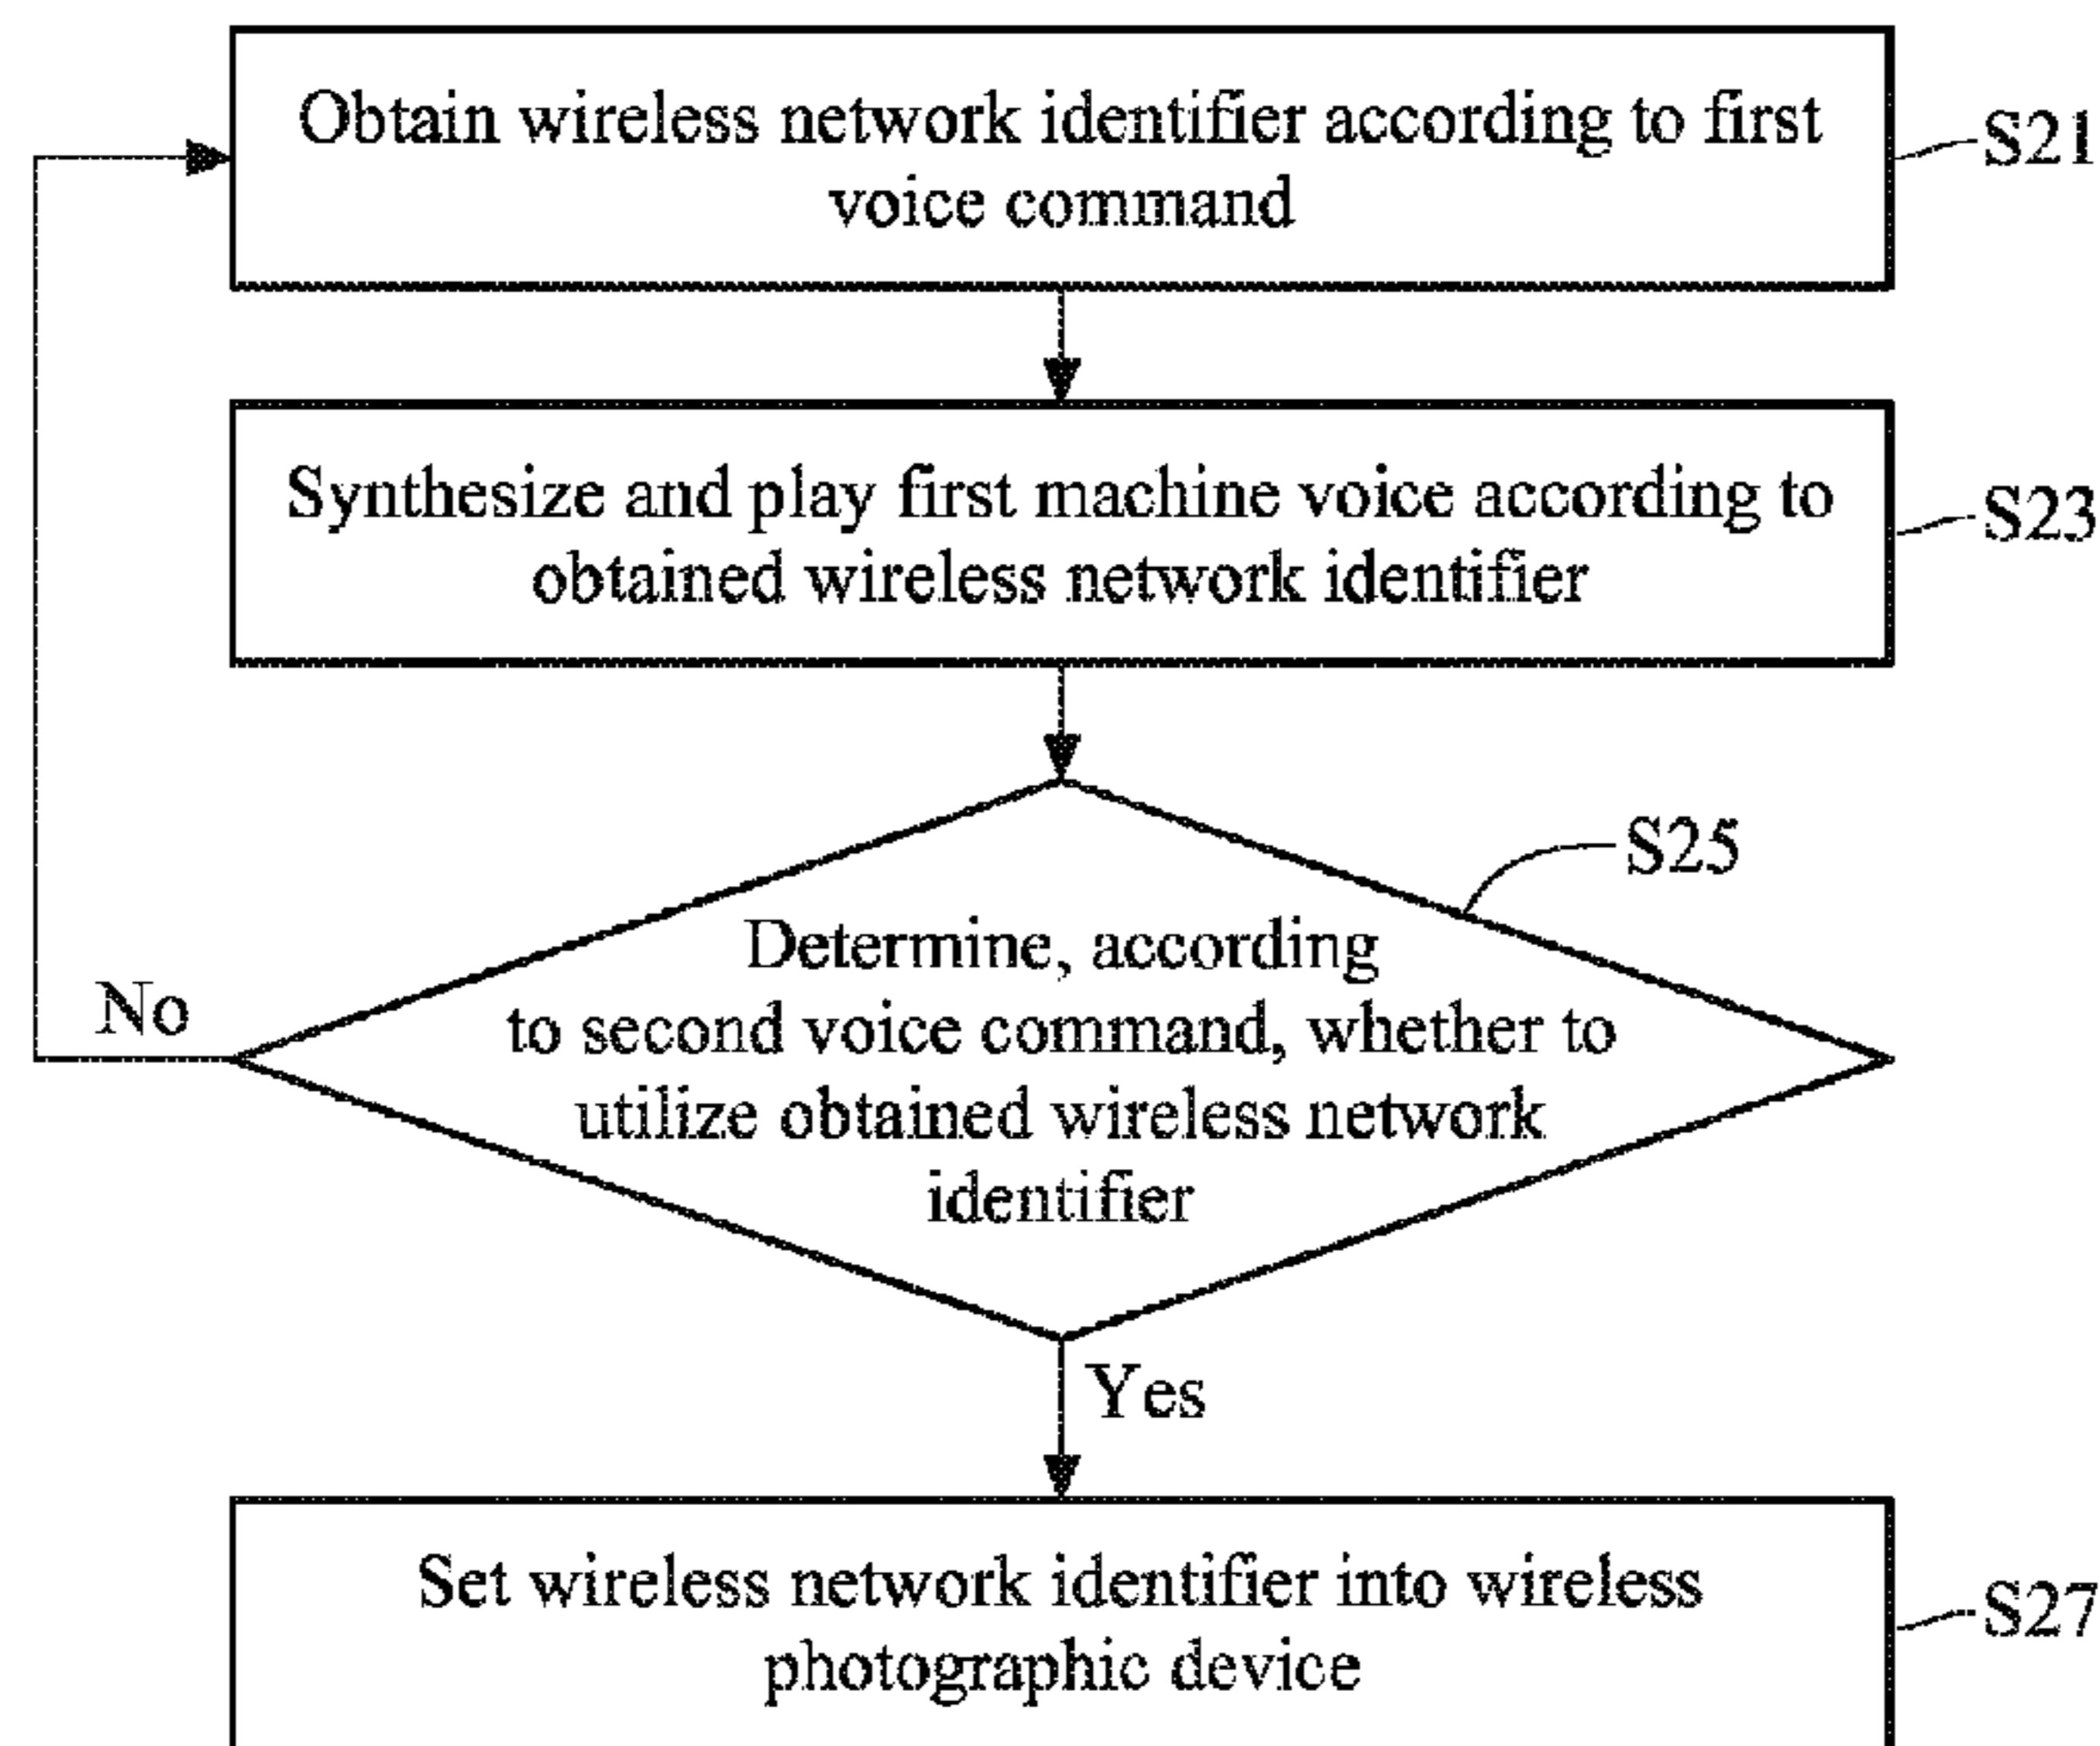 Obtain wireless network identifier according to first
voice command
S21
Synthesize and play first machine voice according to
obtained wireless network identifier
S23
S25
Determine, according
to second voice command, whether to
utilize obtained wireless network
identifier
No
Yes
Set wireless network identifier into wireless
photographic device
S27